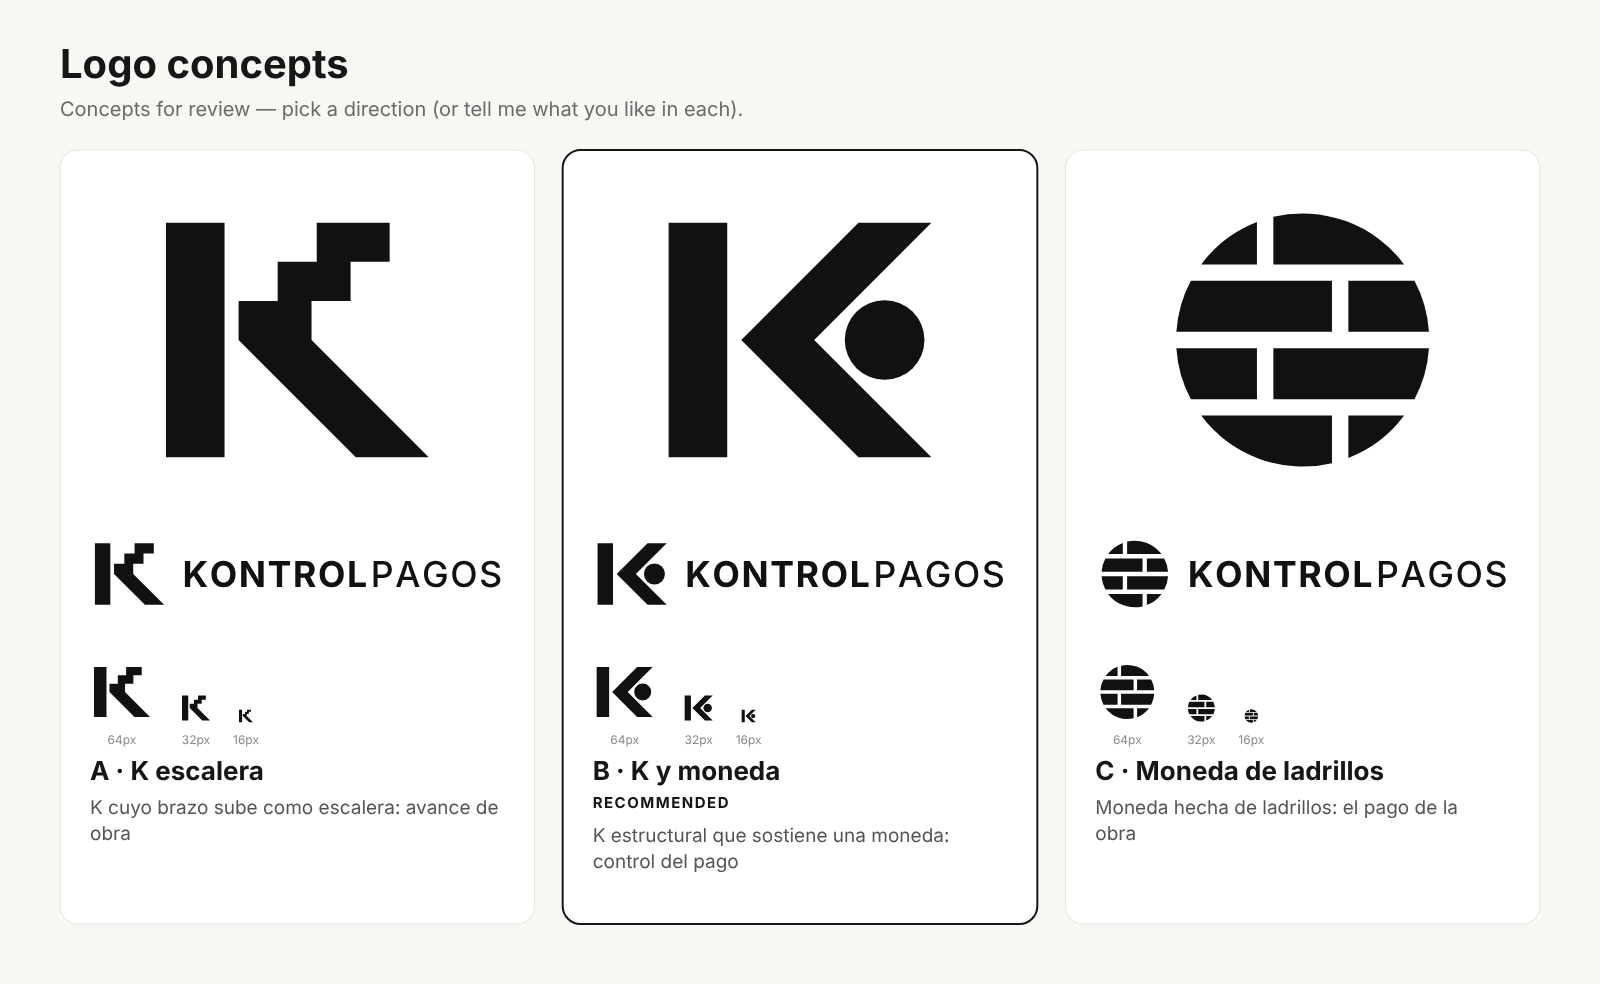 Logo concepts
Concepts for review — pick a direction (or tell me what you like in each).
KONTROLPAGOS
64px 32px 16px
A · K escalera
K cuyo brazo sube como escalera: avance de
obra
KONTROLPAGOS
64px 32px 16px
B · K y moneda
RECOMMENDED
K estructural que sostiene una moneda:
control del pago
KONTROLPAGOS
64px 32px 16px
C · Moneda de ladrillos
Moneda hecha de ladrillos: el pago de la
obra